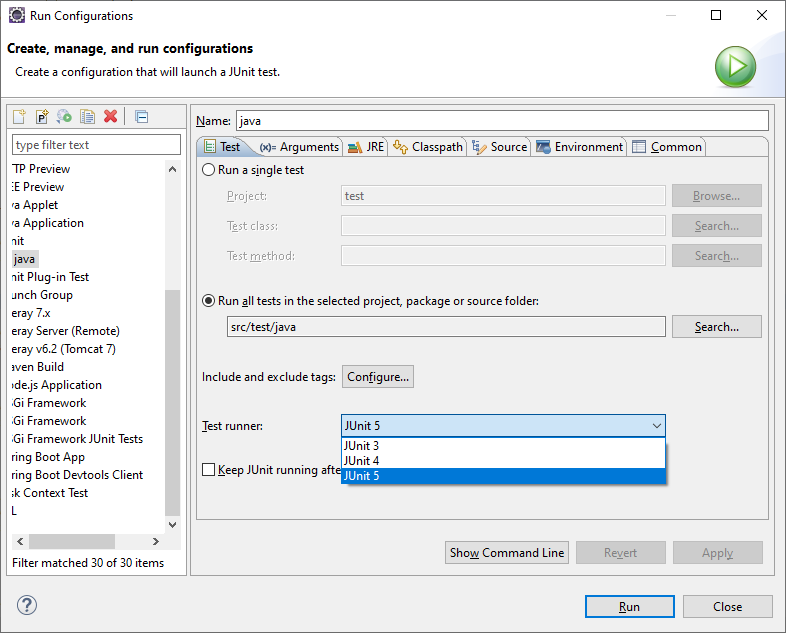 Run Configurations
Create, manage, and run configurations
Create a configuration that will launch a JUnit test.
type filter text
TP Preview
EE Preview
va Applet
va Application
nit
java
nit Plug-in Test
unch Group
eray 7.x
eray Server (Remote)
eray v6.2 (Tomcat 7)
aven Build
de.js Application
Gi Framework
Gi Framework
Gi Framework JUnit Tests
ring Boot App
ring Boot Devtools Client
sk Context Test
L
Filter matched 30 of 30 items
Name: java
Test (x)= Arguments JRE Classpath Source Environment Common
Run a single test
Project: test Browse...
Test class: Search...
Test method: Search...
Run all tests in the selected project, package or source folder:
src/test/java Search...
Include and exclude tags: Configure...
Test runner: JUnit 5
JUnit 3
JUnit 4
JUnit 5
Keep JUnit running afte
Show Command Line Revert Apply
Run Close